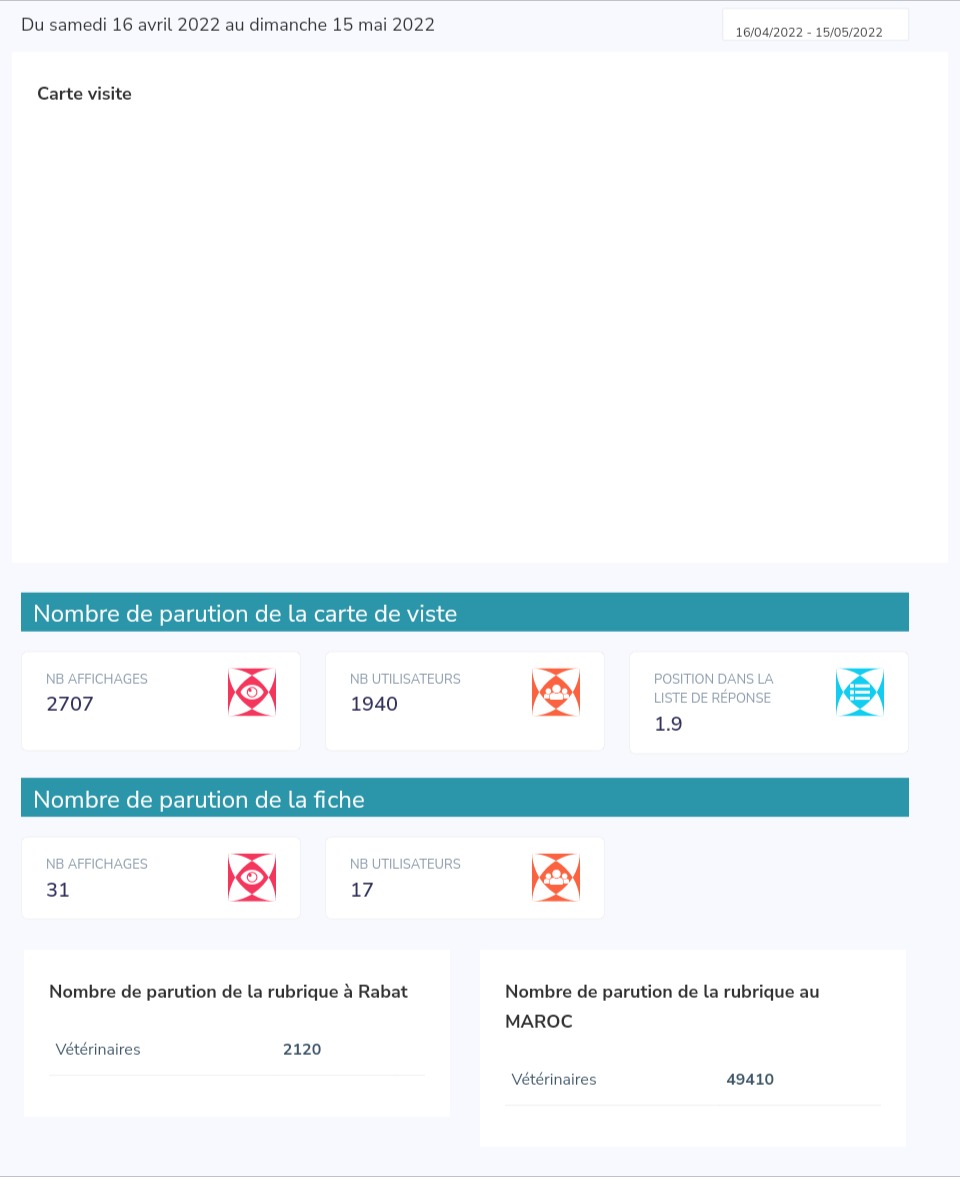 Du samedi 16 avril 2022 au dimanche 15 mai 2022
16/04/2022 - 15/05/2022
Carte visite
Nombre de parution de la carte de viste
NB AFFICHAGES
2707
NB UTILISATEURS
1940
POSITION DANS LA
LISTE DE RÉPONSE
1.9
Nombre de parution de la fiche
NB AFFICHAGES
31
NB UTILISATEURS
17
Nombre de parution de la rubrique à Rabat
Vétérinaires 2120
Nombre de parution de la rubrique au
MAROC
Vétérinaires 49410